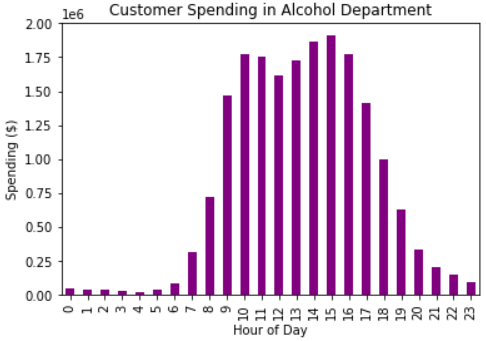 Customer Spending in Alcohol Department
1e6
2.00
1.75
1.50
1.25
1.00
0.75
0.50
0.25
0.00
Spending ($)
0 1 2 3 4 5 6 7 8 9 10 11 12 13 14 15 16 17 18 19 20 21 22 23
Hour of Day